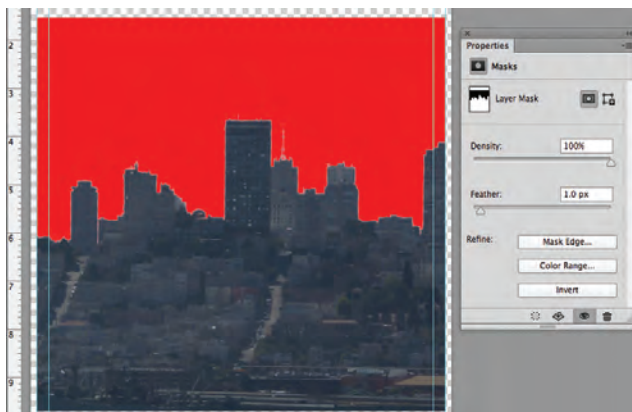 Properties
Masks
Layer Mask
Density: 100%
Feather: 1.0 px
Refine: Mask Edge...
Color Range...
Invert
2
3
4
5
6
7
8
9